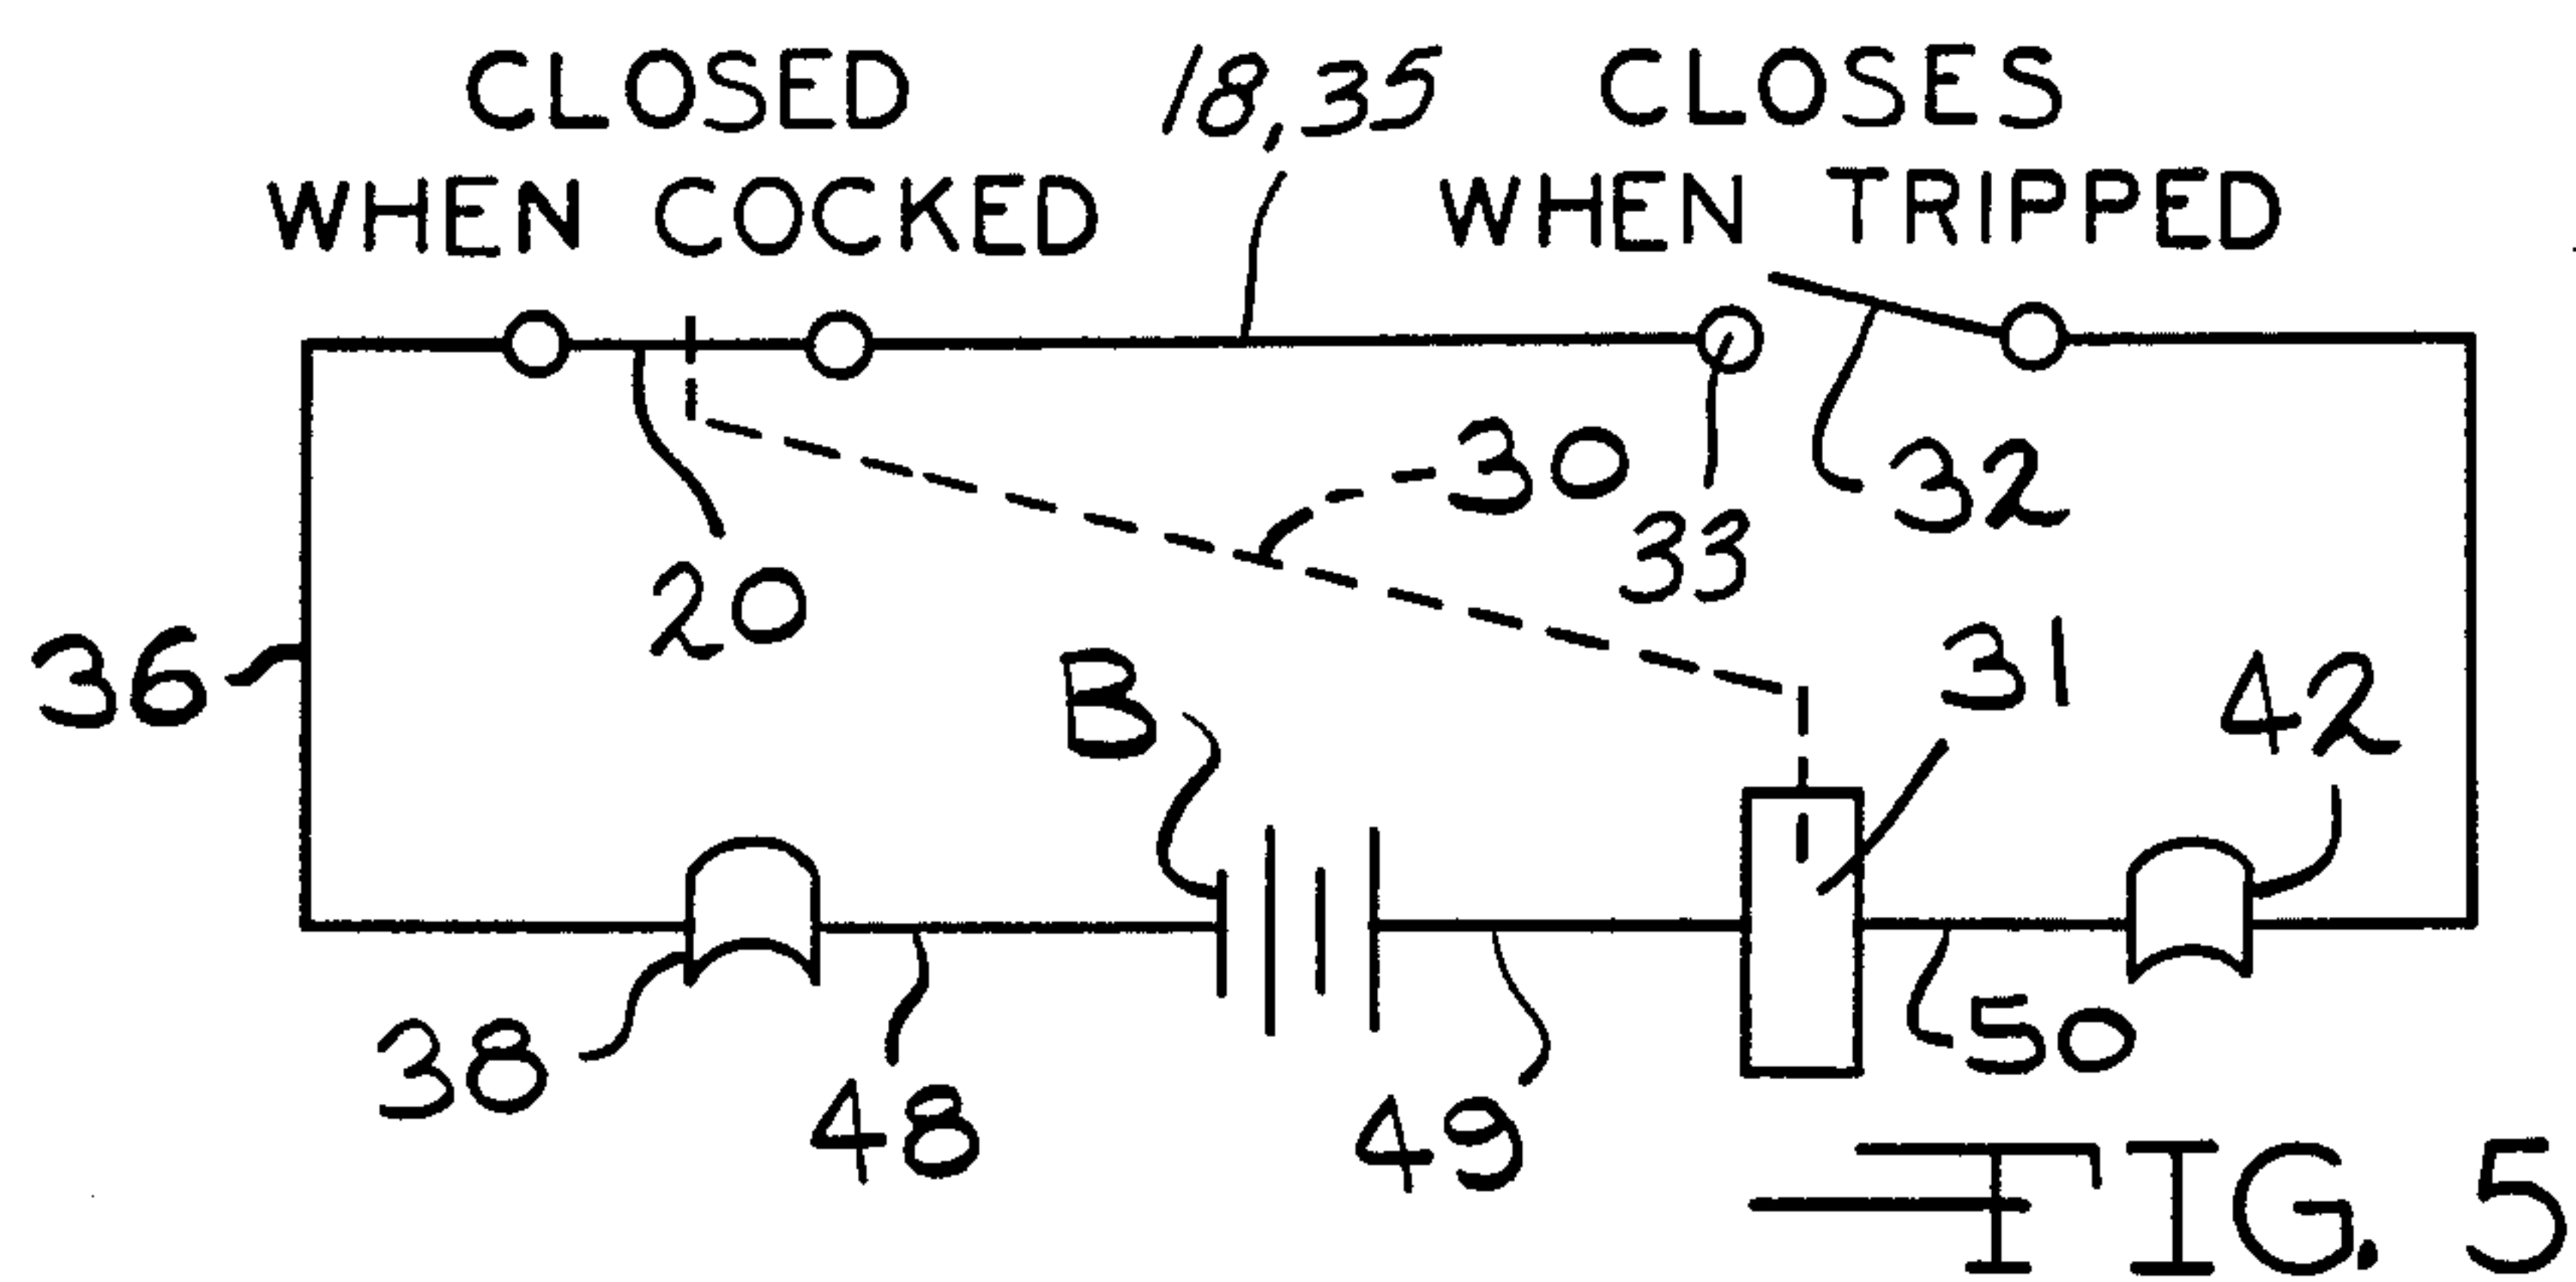 CLOSED
WHEN COCKED
18,35
CLOSES
WHEN TRIPPED
30
33
32
20
36
B
31
42
38
48
49
50
FIG. 5